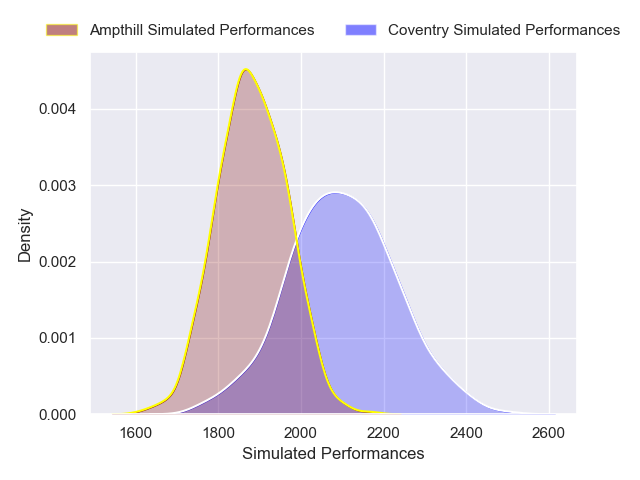 Ampthill Simulated Performances Coventry Simulated Performances
0.004
0.003
0.002
0.001
0.000
Density
1600 1800 2000 2200 2400 2600
Simulated Performances